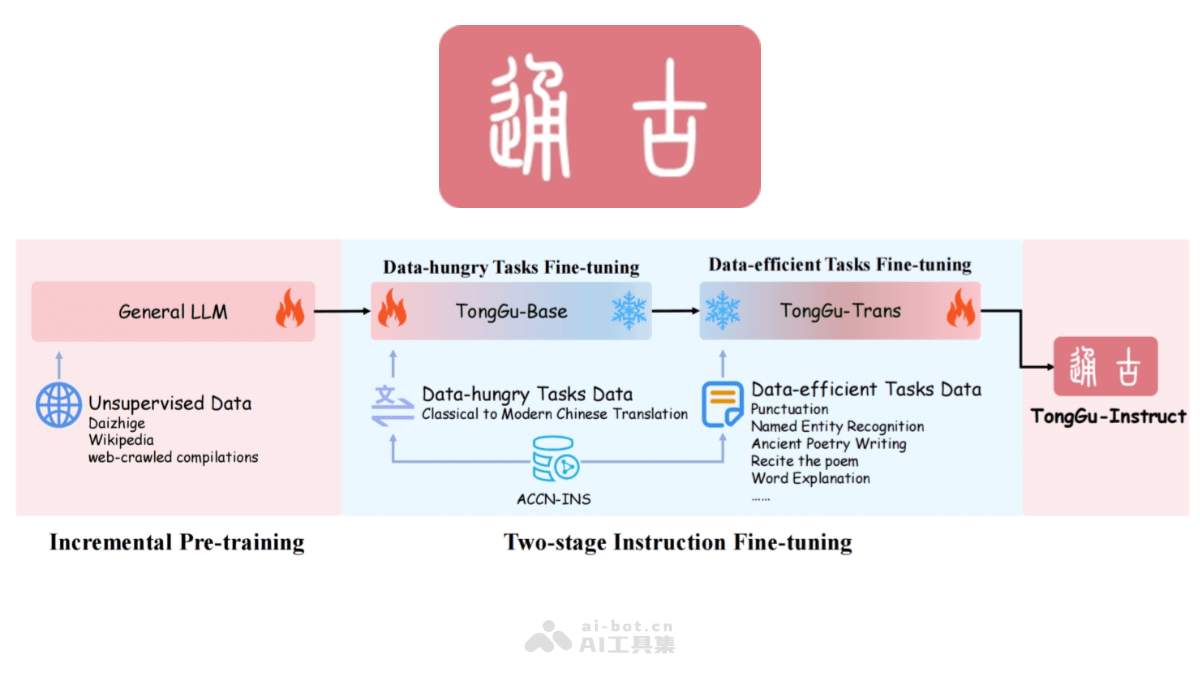 通古
Data-hungry Tasks Fine-tuning
Data-efficient Tasks Fine-tuning
General LLM
TongGu-Base
TongGu-Trans
通古
TongGu-Instruct
Unsupervised Data
Daizhige
Wikipedia
web-crawled compilations
文
Data-hungry Tasks Data
Classical to Modern Chinese Translation
Data-efficient Tasks Data
Punctuation
Named Entity Recognition
Ancient Poetry Writing
Recite the poem
Word Explanation
......
ACCN-INS
Incremental Pre-training
Two-stage Instruction Fine-tuning
ai-bot.cn
AI工具集